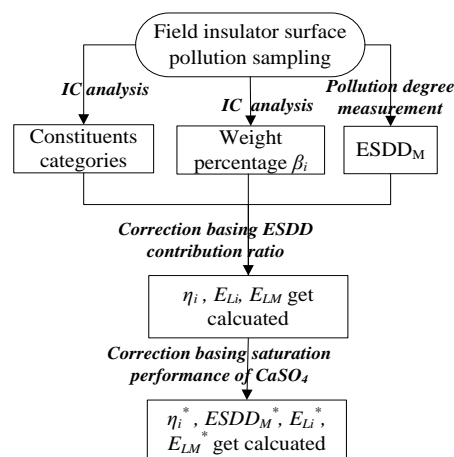 Field insulator surface
pollution sampling
IC analysis
IC analysis
Pollution degree
measurement
Constituents
categories
Weight
percentage βi
ESDDM
Correction basing ESDD
contribution ratio
ηi , ELi, ELM get
calcuated
Correction basing saturation
performance of CaSO4
ηi* , ESDDM*, ELi*,
ELM* get calcuated